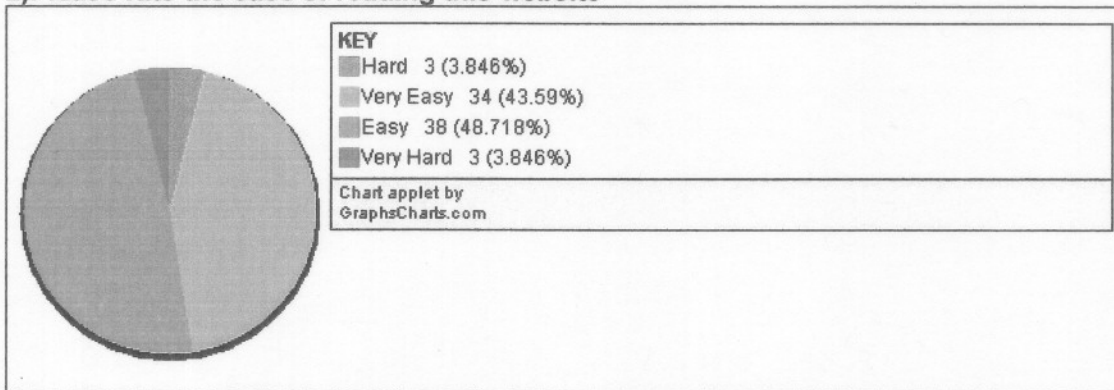 KEY
Hard 3 (3.846%)
Very Easy 34 (43.59%)
Easy 38 (48.718%)
Very Hard 3 (3.846%)
Chart applet by
GraphsCharts.com